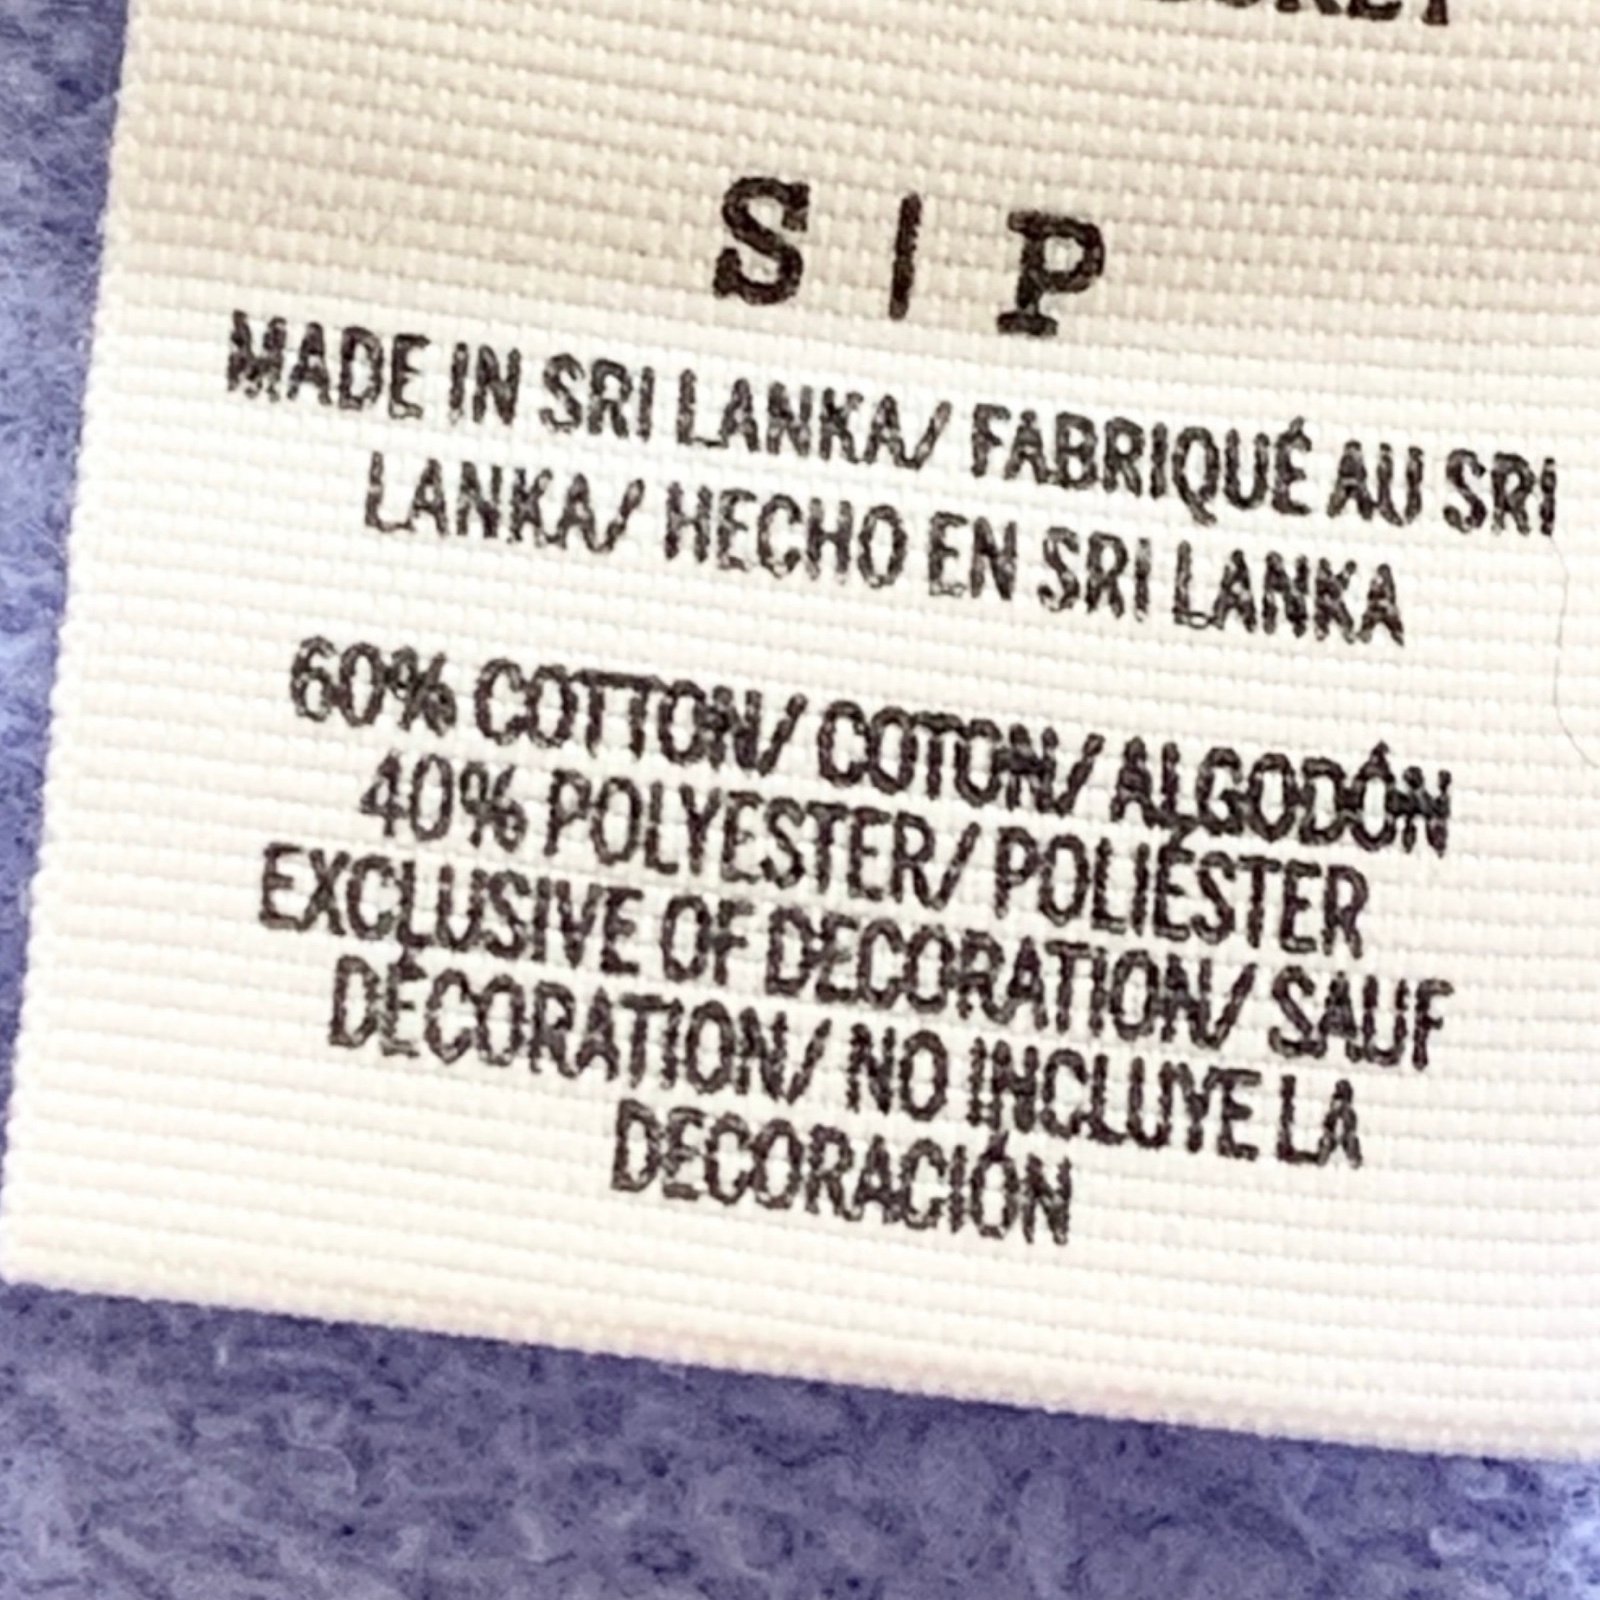 S | P
MADE IN SRI LANKA/ FABRIQUÉ AU SRI
LANKA/ HECHO EN SRI LANKA
60% COTTON/ COTON/ ALGODÓN
40% POLYESTER/ POLIÉSTER
EXCLUSIVE OF DECORATION/ SAUF
DÉCORATION/ NO INCLUYE LA
DECORACIÓN